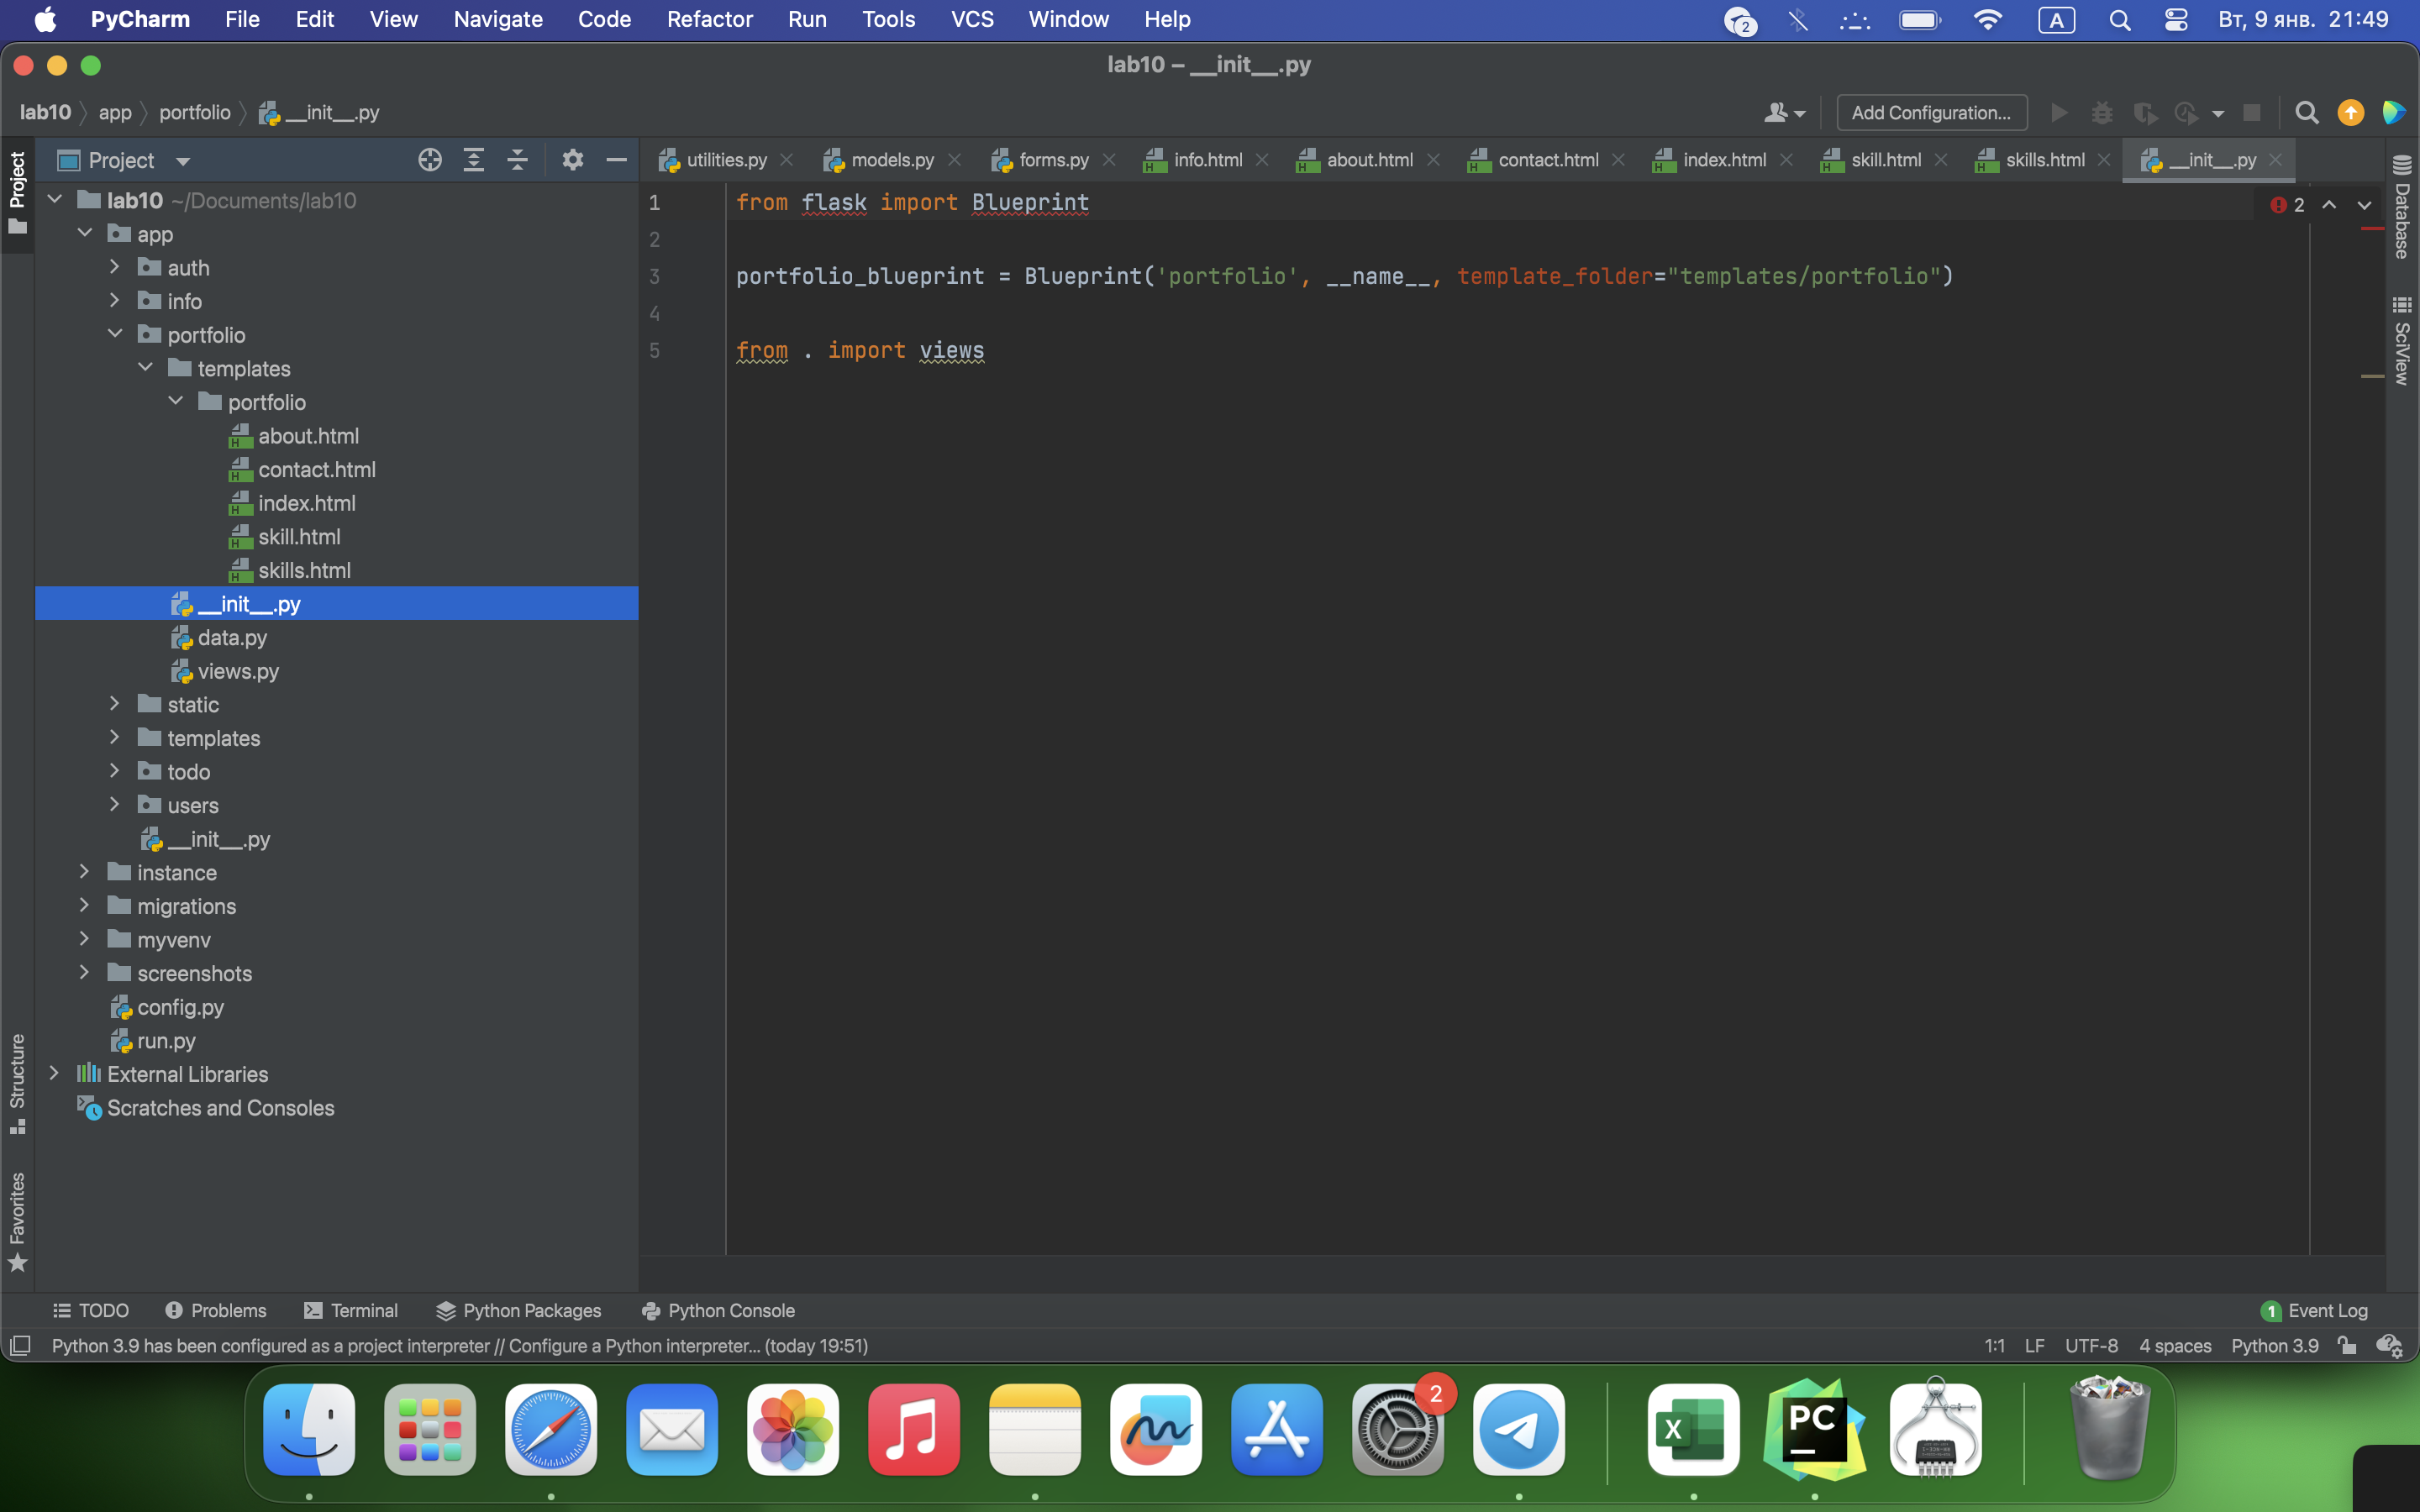 PyCharm File Edit View Navigate Code Refactor Run Tools VCS Window Help 2 A Вт, 9 янв. 21:49
lab10 – __init__.py
lab10 app portfolio __init__.py Add Configuration...
Project
utilities.py models.py forms.py info.html about.html contact.html index.html skill.html skills.html __init__.py
Project
lab10 ~/Documents/lab10
app
auth
info
portfolio
templates
portfolio
about.html
contact.html
index.html
skill.html
skills.html
__init__.py
data.py
views.py
static
templates
todo
users
__init__.py
instance
migrations
myvenv
screenshots
config.py
run.py
External Libraries
Scratches and Consoles
Structure
Favorites
1 from flask import Blueprint
2
3 portfolio_blueprint = Blueprint('portfolio', __name__, template_folder="templates/portfolio")
4
5 from . import views
2
Database
SciView
TODO Problems Terminal Python Packages Python Console 1 Event Log
Python 3.9 has been configured as a project interpreter // Configure a Python interpreter... (today 19:51) 1:1 LF UTF-8 4 spaces Python 3.9
2
X
PC